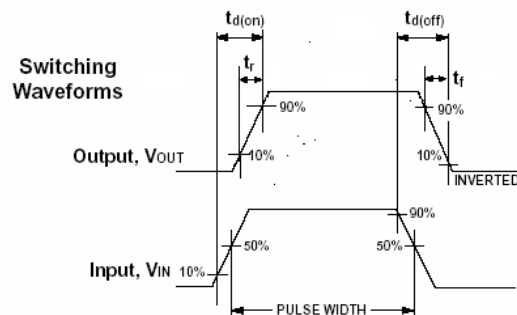 td(on)
td(off)
tr
tf
Switching
Waveforms
90%
90%
Output, VOUT
10%
10%
INVERTED
90%
50%
50%
Input, VIN
10%
PULSE WIDTH